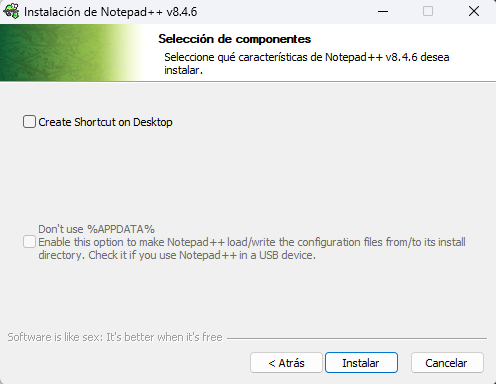 Instalación de Notepad++ v8.4.6
Selección de componentes
Seleccione qué características de Notepad++ v8.4.6 desea
instalar.
Create Shortcut on Desktop
Don't use %APPDATA%
Enable this option to make Notepad++ load/write the configuration files from/to its install
directory. Check it if you use Notepad++ in a USB device.
Software is like sex: It's better when it's free
< Atrás
Instalar
Cancelar